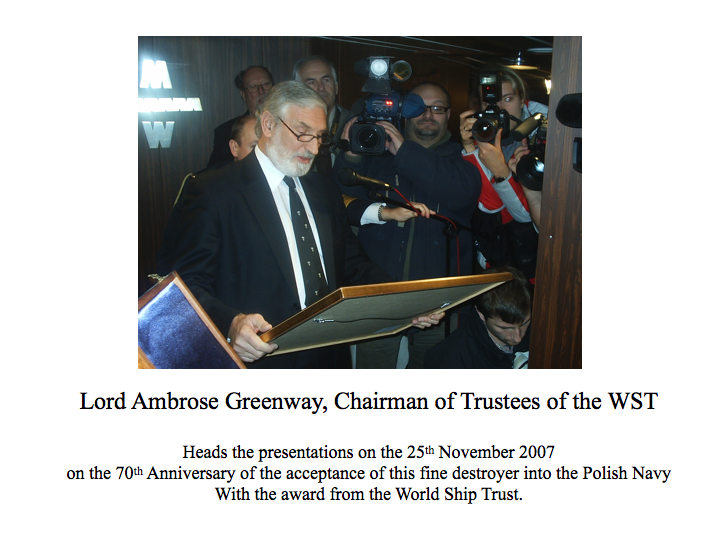 M
W
Lord Ambrose Greenway, Chairman of Trustees of the WST
Heads the presentations on the 25th November 2007
on the 70th Anniversary of the acceptance of this fine destroyer into the Polish Navy
With the award from the World Ship Trust.